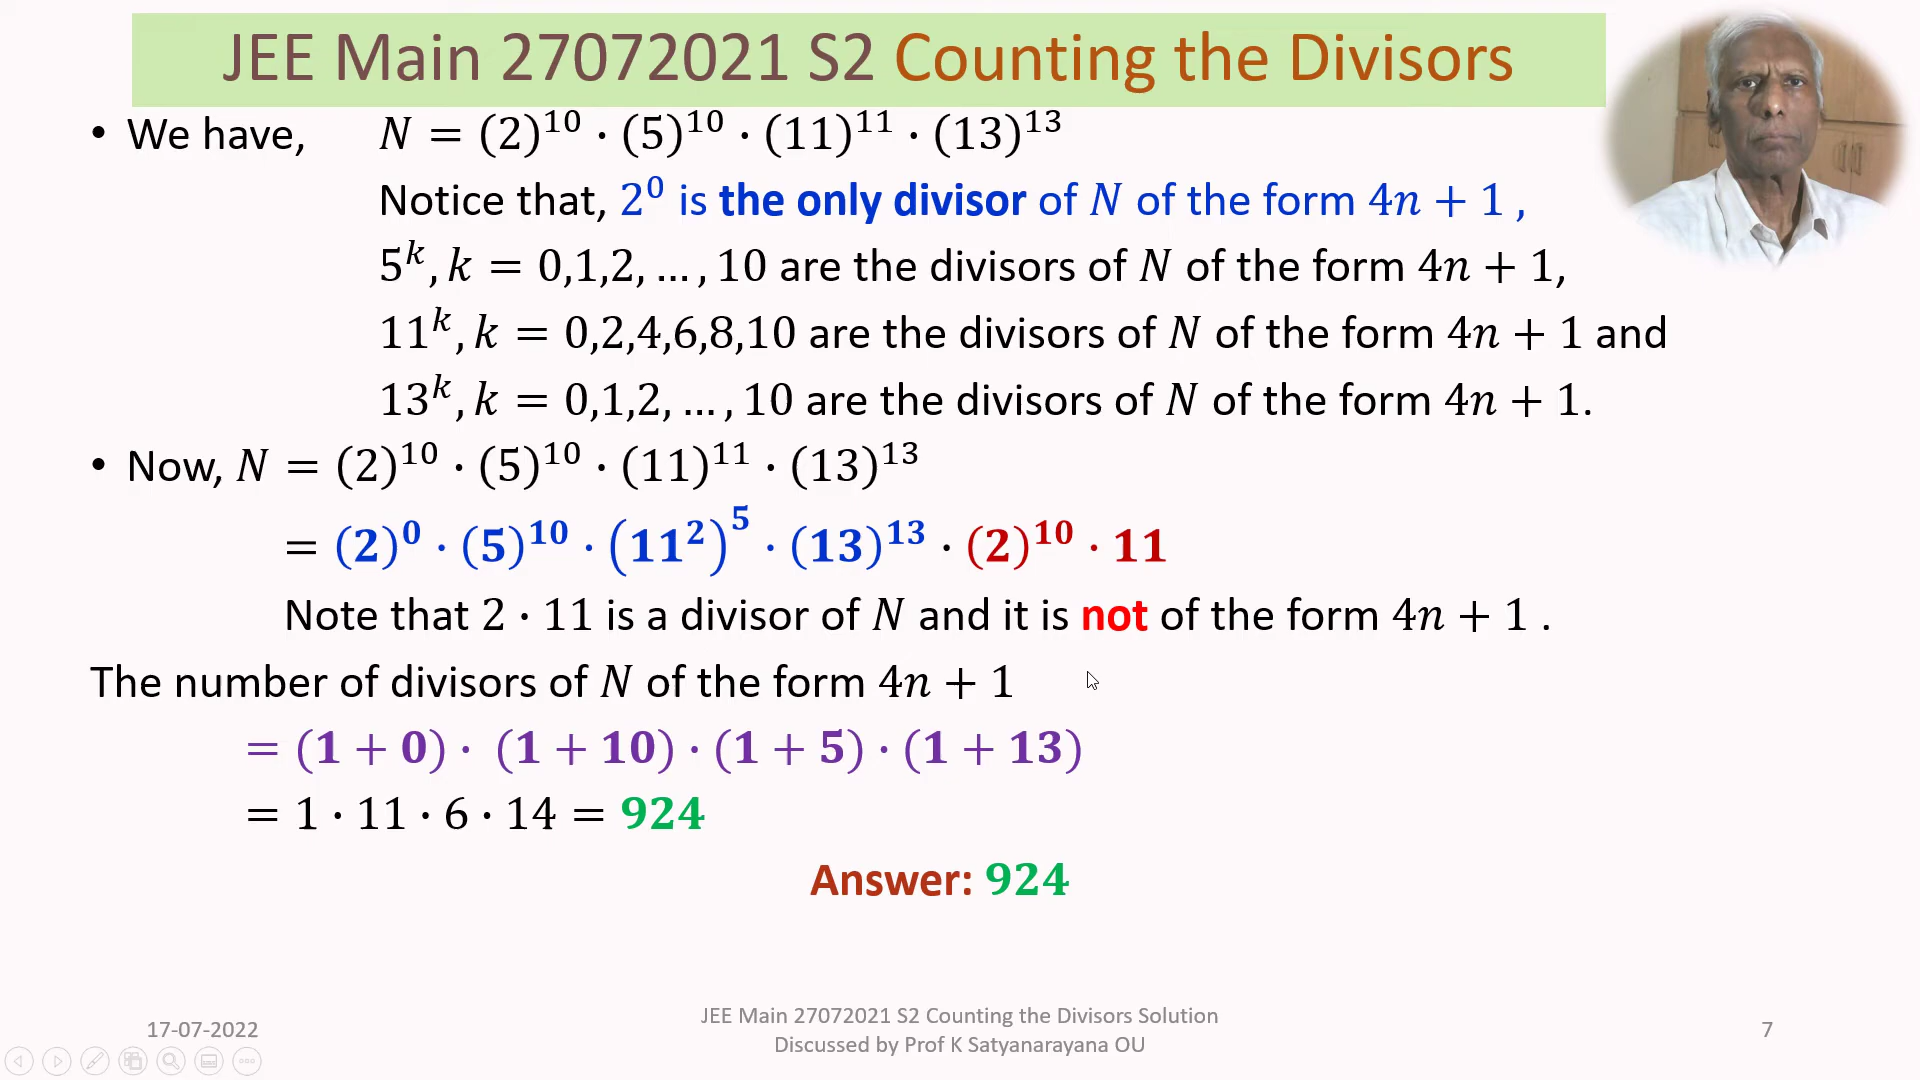 JEE Main 27072021 S2 Counting the Divisors
• We have, N = (2)^10 · (5)^10 · (11)^11 · (13)^13
Notice that, 2^0 is the only divisor of N of the form 4n + 1 ,
5^k, k = 0,1,2, … , 10 are the divisors of N of the form 4n + 1,
11^k, k = 0,2,4,6,8,10 are the divisors of N of the form 4n + 1 and
13^k, k = 0,1,2, … , 10 are the divisors of N of the form 4n + 1.
• Now, N = (2)^10 · (5)^10 · (11)^11 · (13)^13
= (2)^0 · (5)^10 · (11^2)^5 · (13)^13 · (2)^10 · 11
Note that 2 · 11 is a divisor of N and it is not of the form 4n + 1 .
The number of divisors of N of the form 4n + 1
= (1 + 0) · (1 + 10) · (1 + 5) · (1 + 13)
= 1 · 11 · 6 · 14 = 924
Answer: 924
17-07-2022
JEE Main 27072021 S2 Counting the Divisors Solution
Discussed by Prof K Satyanarayana OU
7